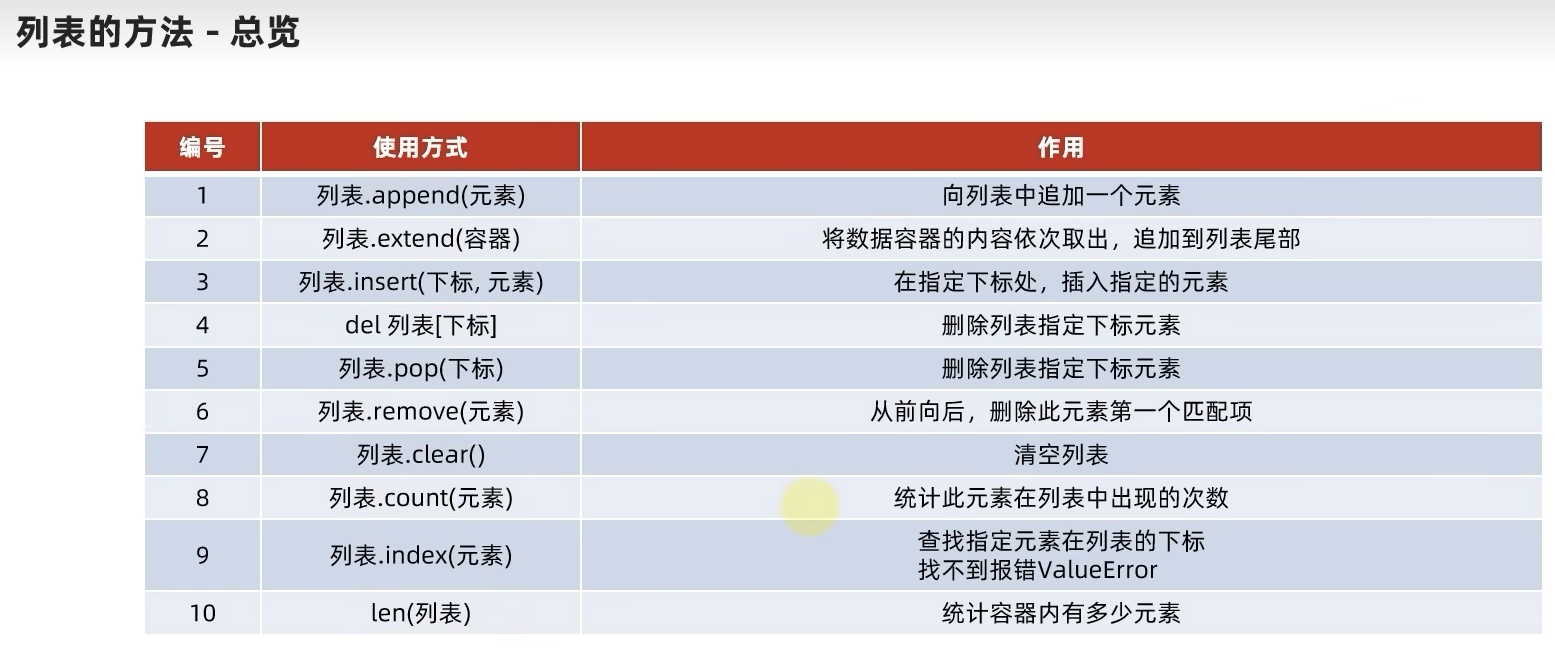 列表的方法 - 总览
编号 使用方式 作用
1 列表.append(元素) 向列表中追加一个元素
2 列表.extend(容器) 将数据容器的内容依次取出，追加到列表尾部
3 列表.insert(下标, 元素) 在指定下标处，插入指定的元素
4 del 列表[下标] 删除列表指定下标元素
5 列表.pop(下标) 删除列表指定下标元素
6 列表.remove(元素) 从前向后，删除此元素第一个匹配项
7 列表.clear() 清空列表
8 列表.count(元素) 统计此元素在列表中出现的次数
9 列表.index(元素) 查找指定元素在列表的下标
找不到报错ValueError
10 len(列表) 统计容器内有多少元素